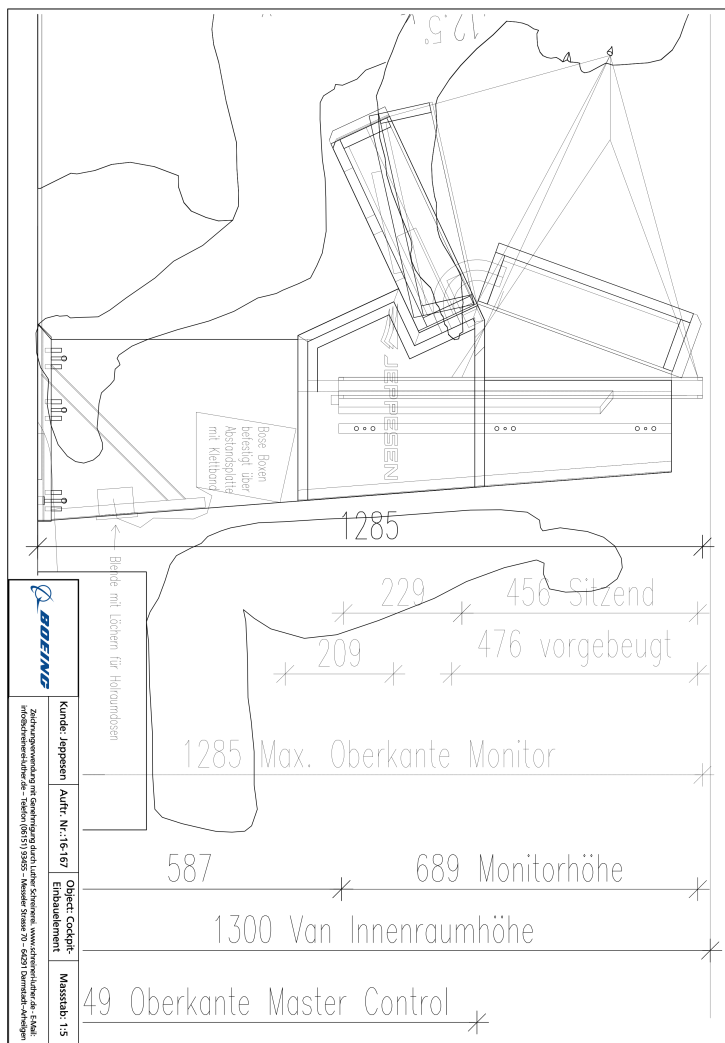 12.5°
JEPPESEN
Bose Boxen
befestigt über
Abstandsplatte
mit Klettband
1285
Blende mit Löchern für Holraumdosen
229
456 Sitzend
209
476 vorgebeugt
1285 Max. Oberkante Monitor
587
689 Monitorhöhe
1300 Van Innenraumhöhe
49 Oberkante Master Control
BOEING
Kunde: Jeppesen
Auftr. Nr.:16-167
Object: Cockpit-
Einbauelement
Massstab: 1:5
Zeichnungverwendung mit Genehmigung durch Luther Schreinerei. www.schreinerei-luther.de - E-Mail:
info@schreinerei-luther.de – Telefon (06151) 93455 – Messeler Strasse 70 – 64291 Darmstadt–Arheilgen